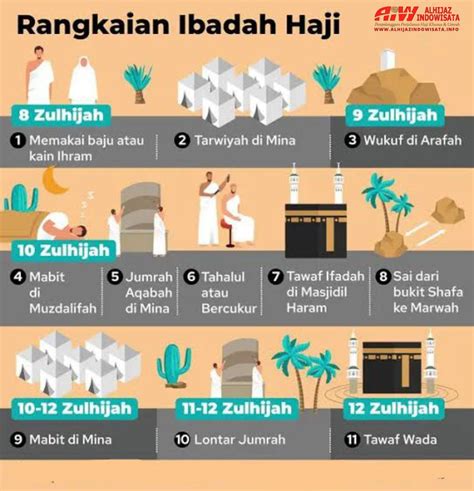 Rangkaian Ibadah Haji
ALHIJAZ
INDOWISATA
WWW.ALHIJAZINDOWISATA.INFO
8 Zulhijah
9 Zulhijah
1 Memakai baju atau
kain Ihram
2 Tarwiyah di Mina
3 Wukuf di Arafah
10 Zulhijah
4 Mabit
di
Muzdalifah
5 Jumrah
Aqabah
di Mina
6 Tahalul
atau
Bercukur
7 Tawaf Ifadah
di Masjidil
Haram
8 Sai dari
bukit Shafa
ke Marwah
10-12 Zulhijah
11-12 Zulhijah
12 Zulhijah
9 Mabit di Mina
10 Lontar Jumrah
11 Tawaf Wada